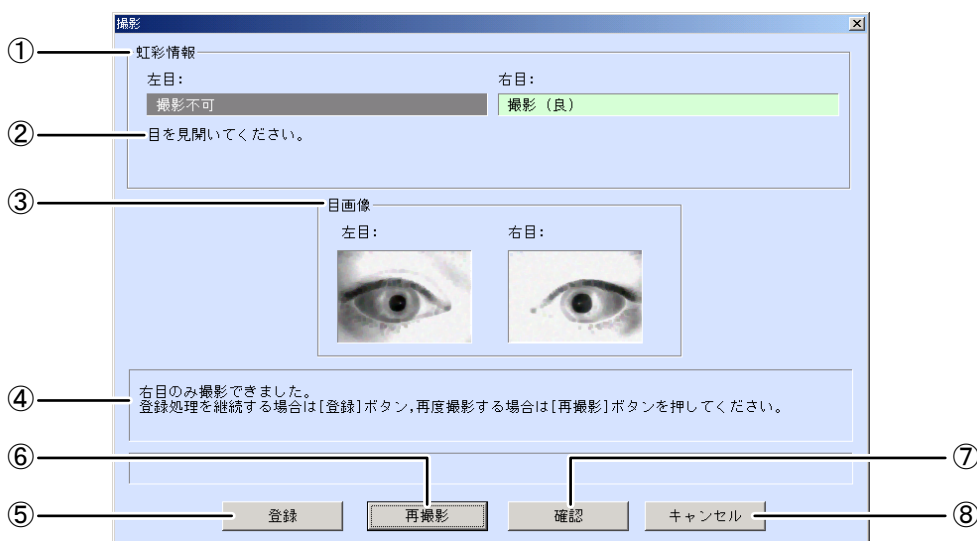 撮影
① 虹彩情報
左目: 右目:
撮影不可 撮影（良）
② 目を見開いてください。
③ 目画像
左目: 右目:
④ 右目のみ撮影できました。
登録処理を継続する場合は[登録]ボタン,再度撮影する場合は[再撮影]ボタンを押してください。
⑥ ⑦
⑤ 登録 再撮影 確認 キャンセル ⑧